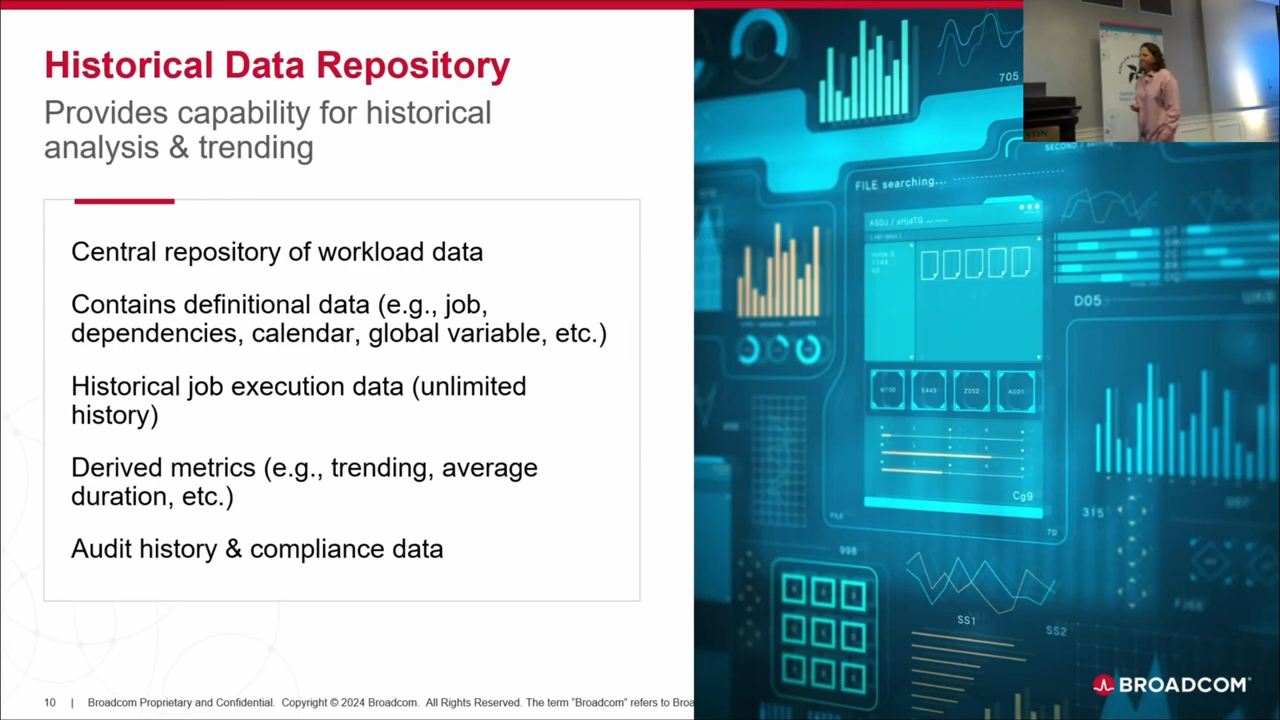 Historical Data Repository
Provides capability for historical
analysis & trending
Central repository of workload data
Contains definitional data (e.g., job,
dependencies, calendar, global variable, etc.)
Historical job execution data (unlimited
history)
Derived metrics (e.g., trending, average
duration, etc.)
Audit history & compliance data
10 | Broadcom Proprietary and Confidential. Copyright © 2024 Broadcom. All Rights Reserved. The term "Broadcom" refers to Broa
705
FILE searching...
D05
Cg9
315
FILE
7D
998
SS1
SS2
BROADCOM